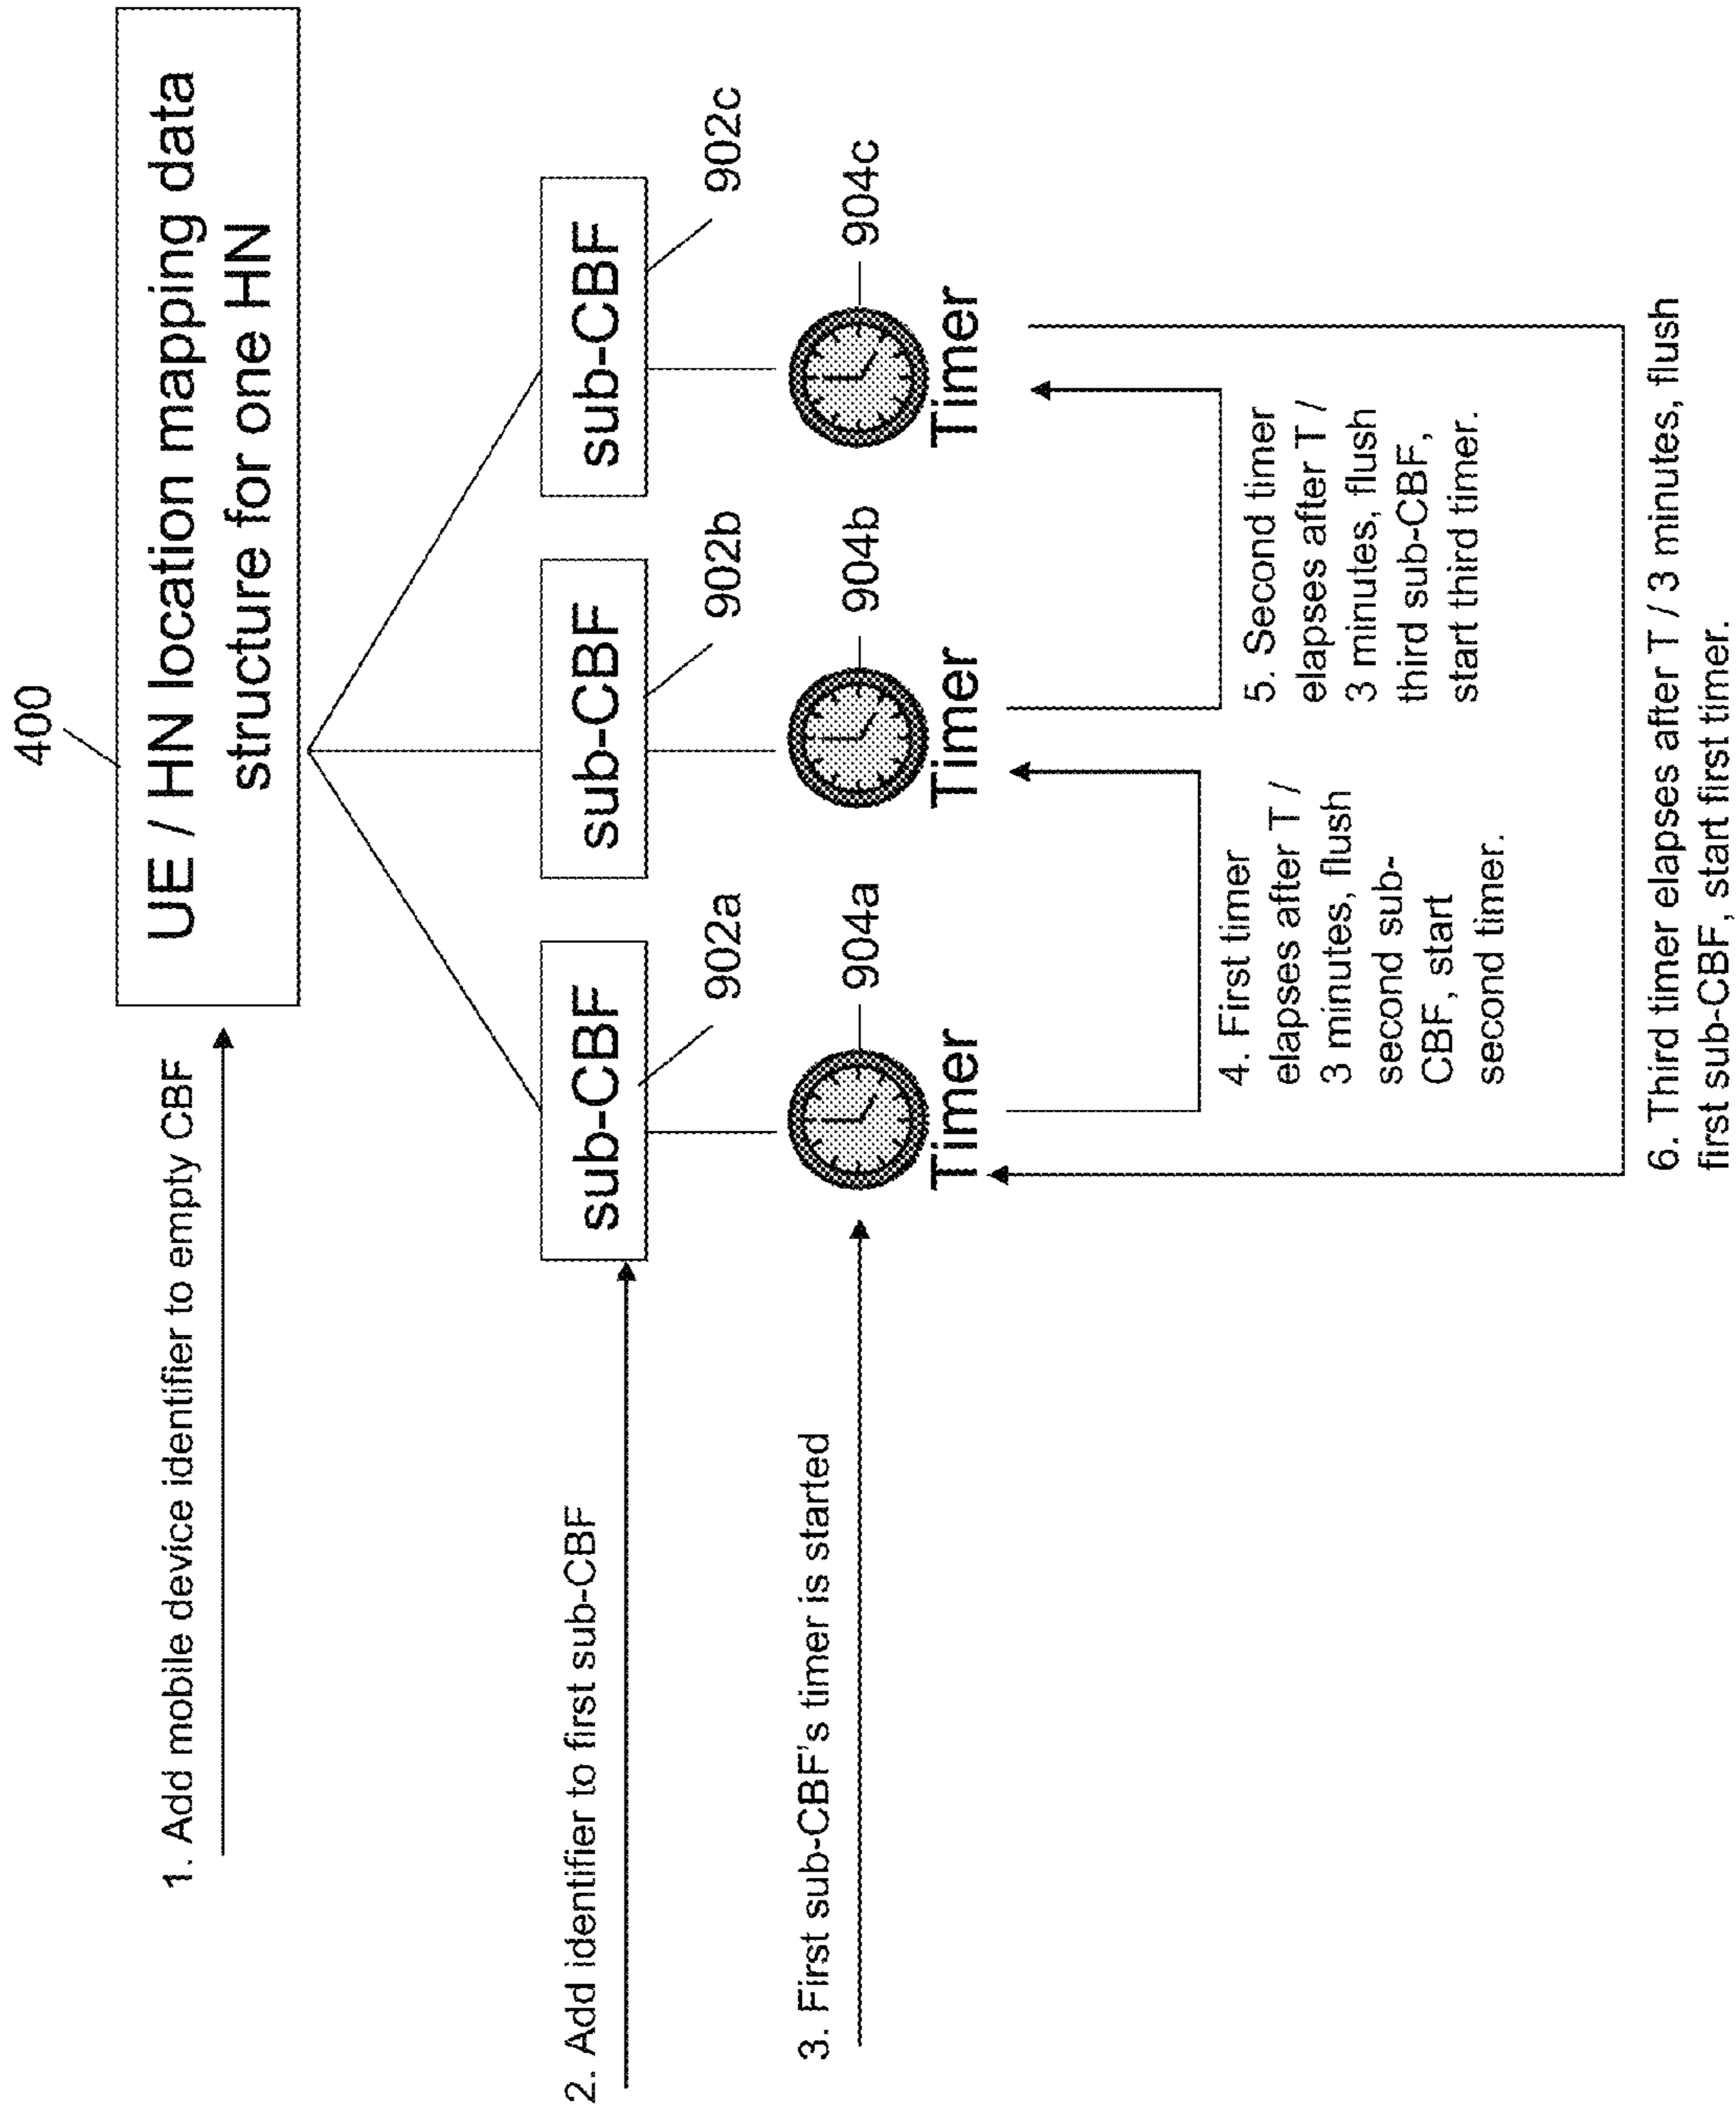 400
UE / HN location mapping data
structure for one HN
1. Add mobile device identifier to empty CBF
sub-CBF
902a
sub-CBF
902b
sub-CBF
902c
2. Add identifier to first sub-CBF
904a
904b
904c
Timer
Timer
Timer
3. First sub-CBF's timer is started
4. First timer
elapses after T /
3 minutes, flush
second sub-
CBF, start
second timer.
5. Second timer
elapses after T /
3 minutes, flush
third sub-CBF,
start third timer.
6. Third timer elapses after T / 3 minutes, flush
first sub-CBF, start first timer.